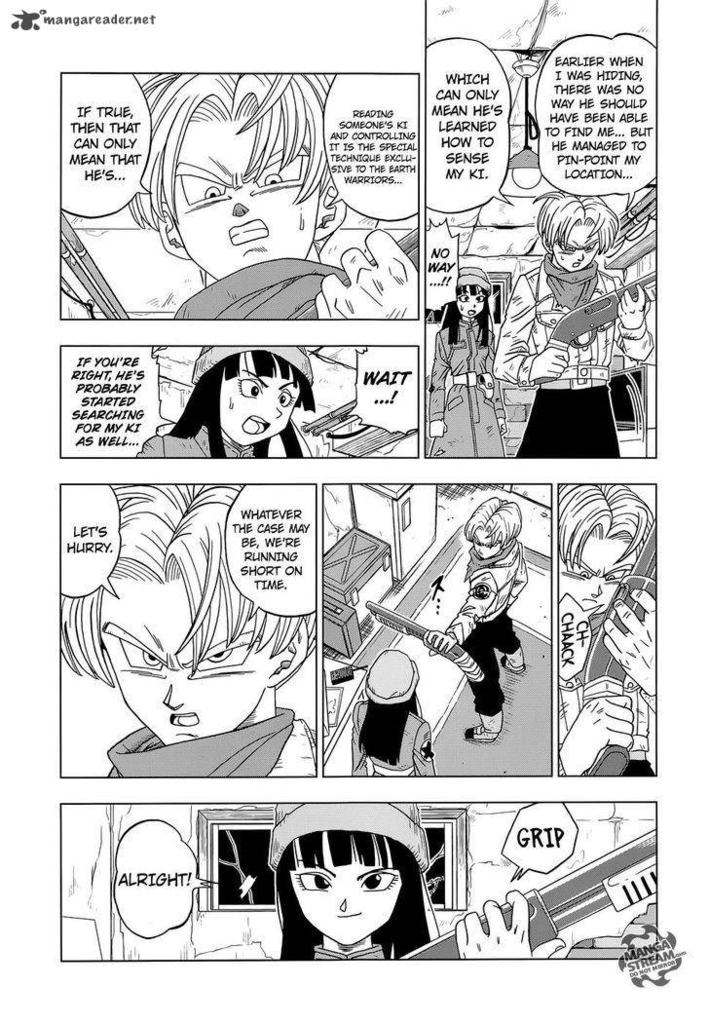 mangareader.net
EARLIER WHEN
I WAS HIDING,
THERE WAS NO
WAY HE SHOULD
HAVE BEEN ABLE
TO FIND ME... BUT
HE MANAGED TO
PIN-POINT MY
LOCATION...
WHICH
CAN ONLY
MEAN HE'S
LEARNED
HOW TO
SENSE
MY KI.
NO
WAY
...!!
READING
SOMEONE'S KI
AND CONTROLLING
IT IS THE SPECIAL
TECHNIQUE EXCLU-
SIVE TO THE EARTH
WARRIORS...
IF TRUE,
THEN THAT
CAN ONLY
MEAN THAT
HE'S...
WAIT
...!
IF YOU'RE
RIGHT, HE'S
PROBABLY
STARTED
SEARCHING
FOR MY KI
AS WELL...
CH-
CHAACK
WHATEVER
THE CASE MAY
BE, WE'RE
RUNNING
SHORT ON
TIME.
LET'S
HURRY.
GRIP
ALRIGHT!
MANGA
STREAM.com
DO NOT MIRROR